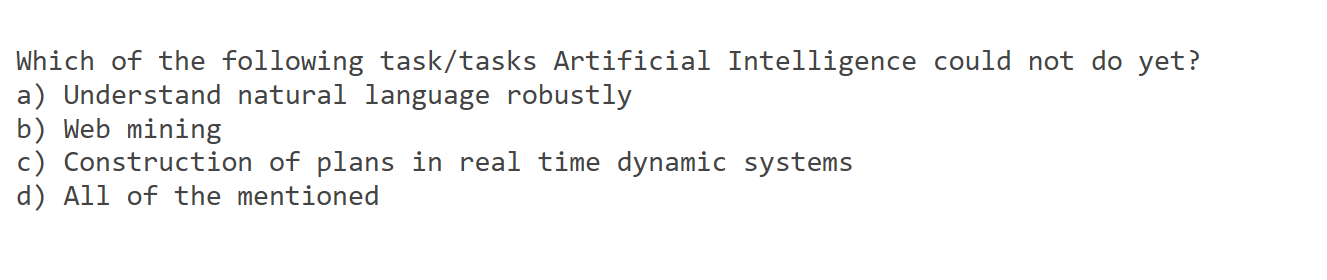 Which of the following task/tasks Artificial Intelligence could not do yet?
a) Understand natural language robustly
b) Web mining
c) Construction of plans in real time dynamic systems
d) All of the mentioned